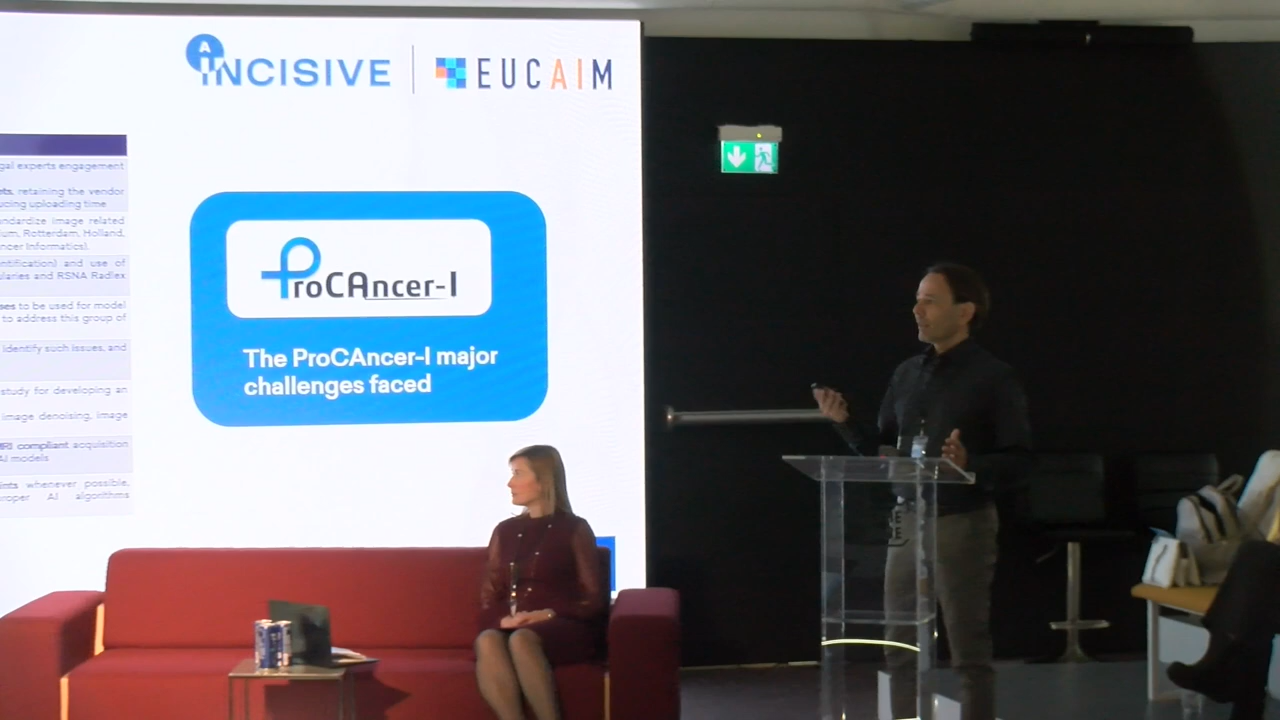 AI
INCISIVE
EUCAIM
gal experts engagement
retaining the vendor
ucing uploading time
ndardize image related
ium, Rotterdam, Holland,
ncer Informatics).
ntification) and use of
ularies and RSNA Radlex
ses to be used for model
to address this group of
identify such issues, and
study for developing an
image denoising, image
MRI compliant acquisition
AI models
ints whenever possible,
roper AI algorithms
ProCAncer-I
The ProCAncer-I major
challenges faced